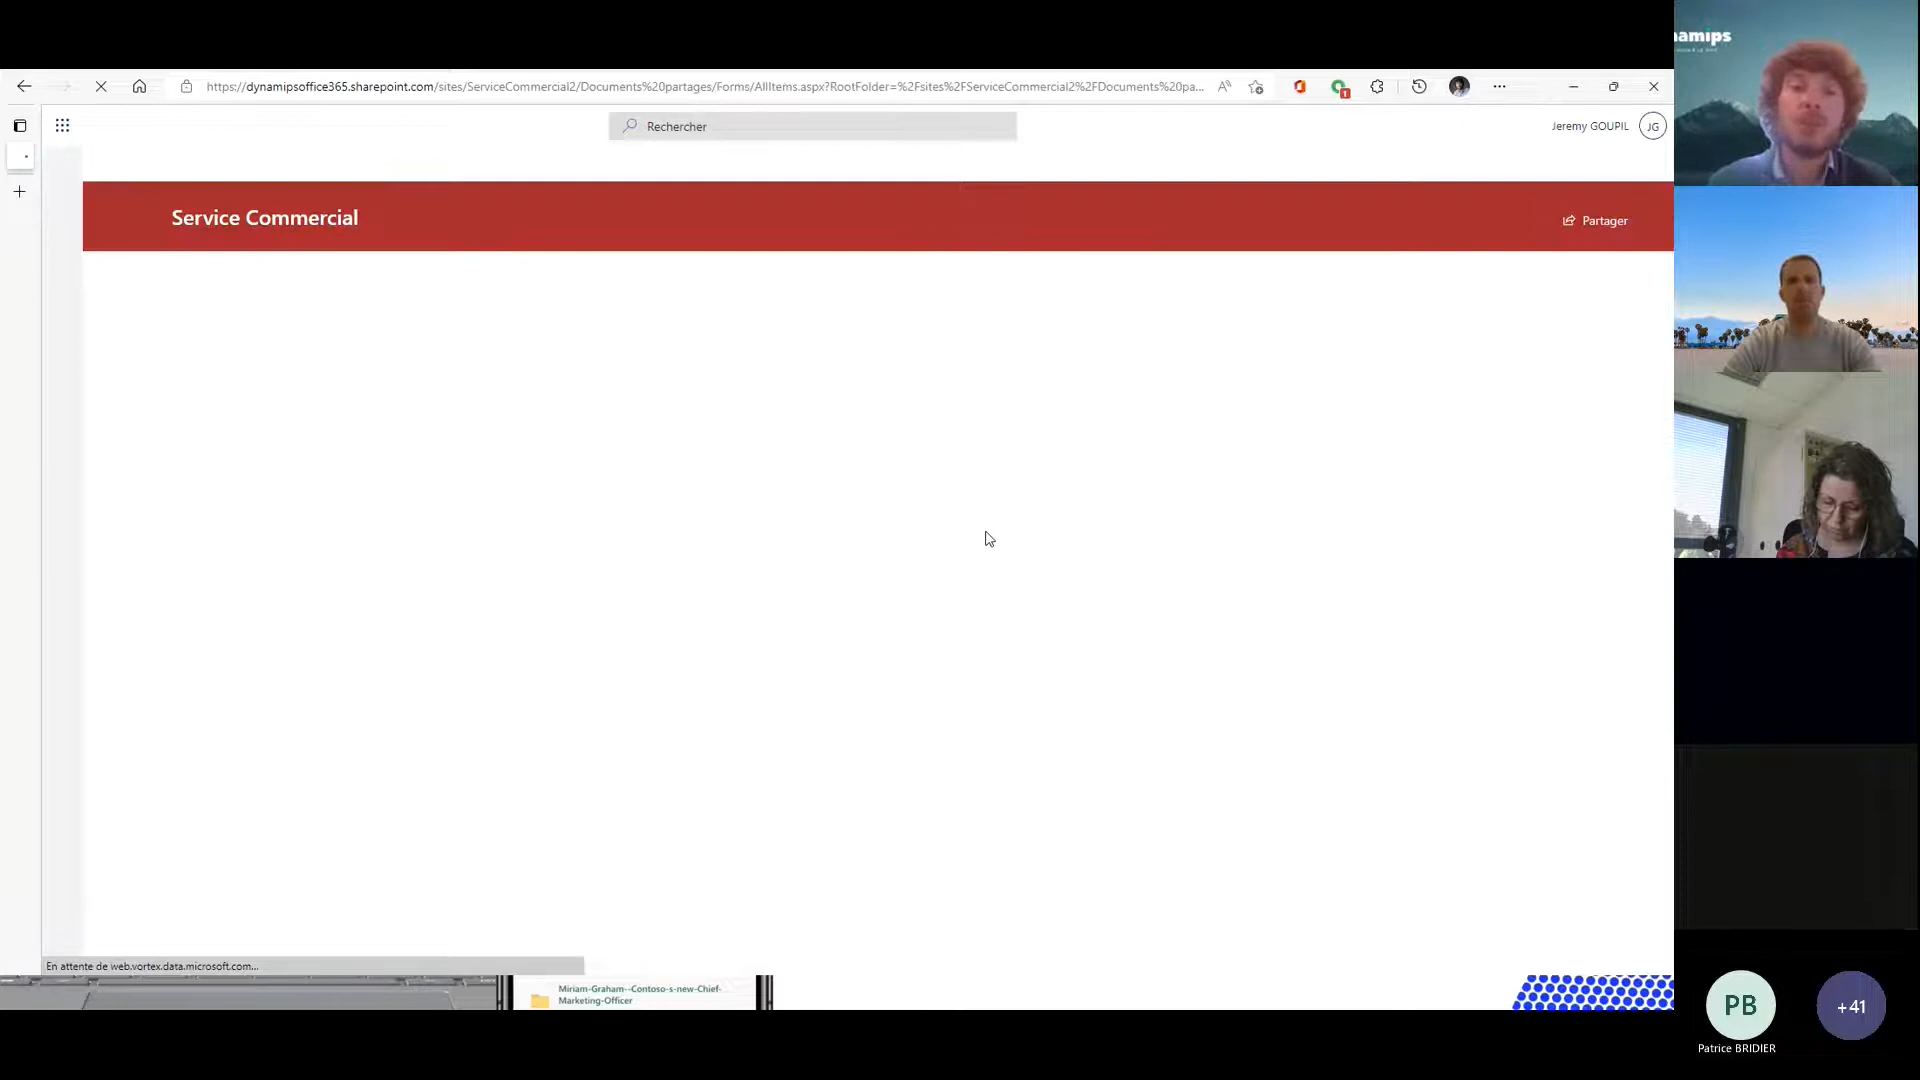 namips
https://dynamipsoffice365.sharepoint.com/sites/ServiceCommercial2/Documents%20partages/Forms/AllItems.aspx?RootFolder=%2Fsites%2FServiceCommercial2%2FDocuments%20pa...
1
Rechercher
Jeremy GOUPIL
JG
Service Commercial
Partager
En attente de web.vortex.data.microsoft.com...
Miriam-Graham--Contoso-s-new-Chief-
Marketing-Officer
PB
+41
Patrice BRIDIER